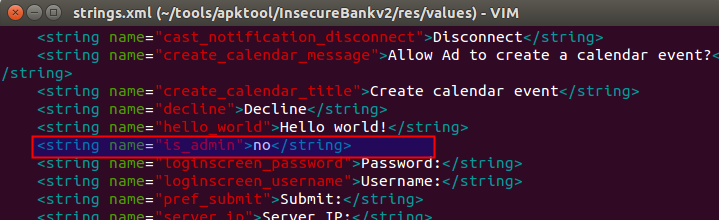 strings.xml (~/tools/apktool/InsecureBankv2/res/values) - VIM
<string name="cast_notification_disconnect">Disconnect</string>
<string name="create_calendar_message">Allow Ad to create a calendar event?<
/string>
<string name="create_calendar_title">Create calendar event</string>
<string name="decline">Decline</string>
<string name="hello_world">Hello world!</string>
<string name="is_admin">no</string>
<string name="loginscreen_password">Password:</string>
<string name="loginscreen_username">Username:</string>
<string name="pref_submit">Submit:</string>
<string name="server_ip">Server IP:</string>